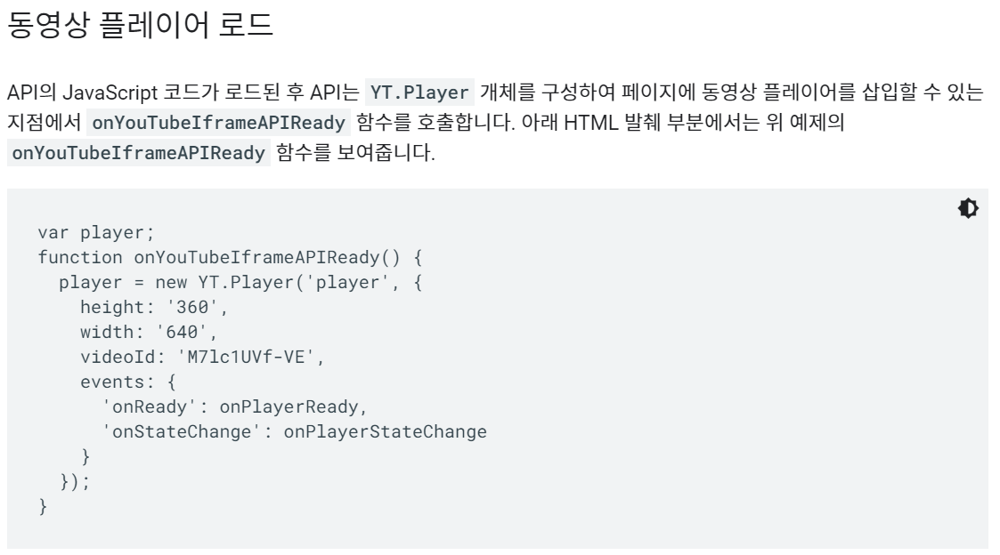 동영상 플레이어 로드
API의 JavaScript 코드가 로드된 후 API는 YT.Player 개체를 구성하여 페이지에 동영상 플레이어를 삽입할 수 있는
지점에서 onYouTubeIframeAPIReady 함수를 호출합니다. 아래 HTML 발췌 부분에서는 위 예제의
onYouTubeIframeAPIReady 함수를 보여줍니다.
var player;
function onYouTubeIframeAPIReady() {
  player = new YT.Player('player', {
    height: '360',
    width: '640',
    videoId: 'M7lc1UVf-VE',
    events: {
      'onReady': onPlayerReady,
      'onStateChange': onPlayerStateChange
    }
  });
}